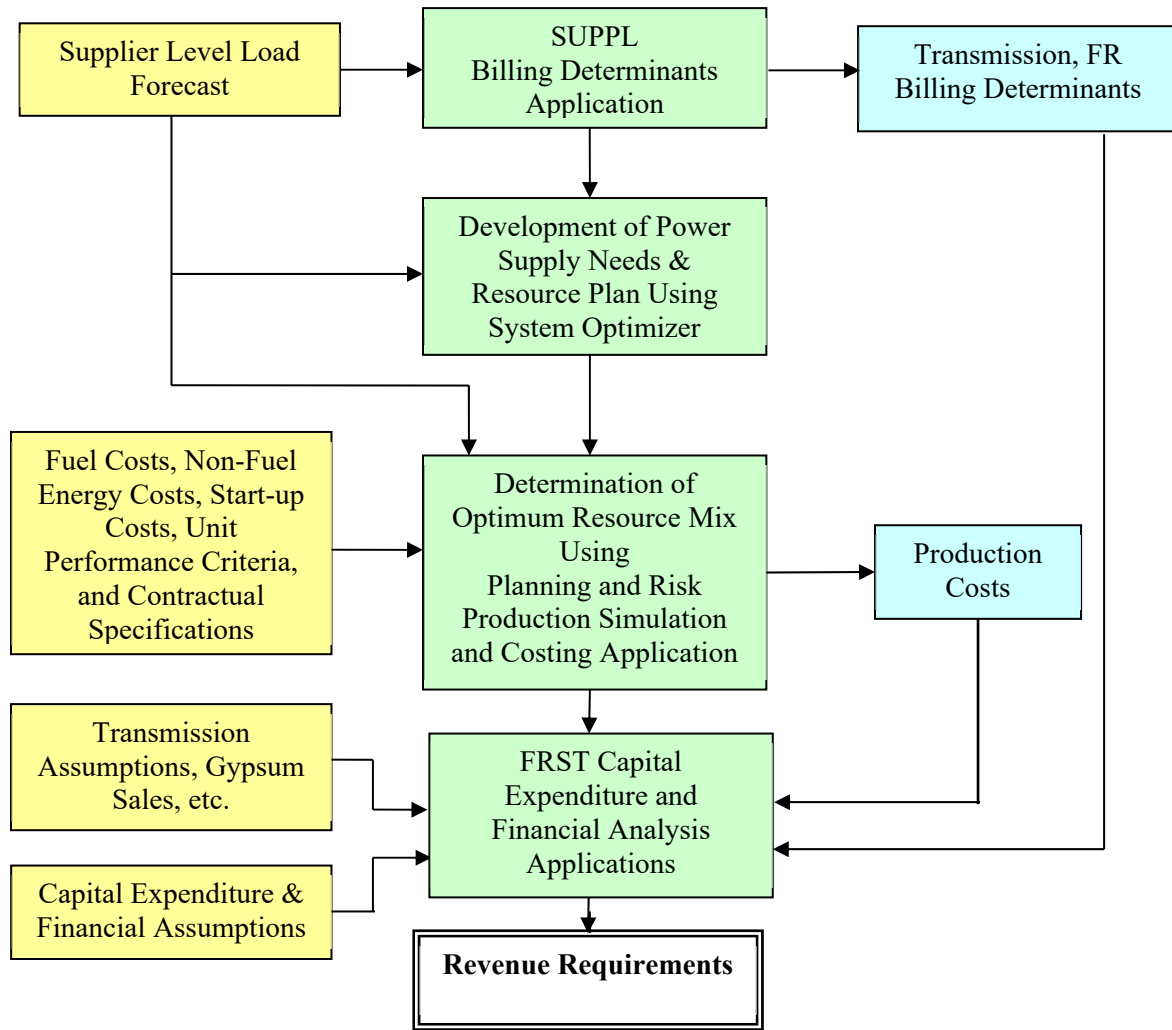 Supplier Level Load
Forecast
SUPPL
Billing Determinants
Application
Transmission, FR
Billing Determinants
Development of Power
Supply Needs &
Resource Plan Using
System Optimizer
Fuel Costs, Non-Fuel
Energy Costs, Start-up
Costs, Unit
Performance Criteria,
and Contractual
Specifications
Determination of
Optimum Resource Mix
Using
Planning and Risk
Production Simulation
and Costing Application
Production
Costs
Transmission
Assumptions, Gypsum
Sales, etc.
FRST Capital
Expenditure and
Financial Analysis
Applications
Capital Expenditure &
Financial Assumptions
Revenue Requirements